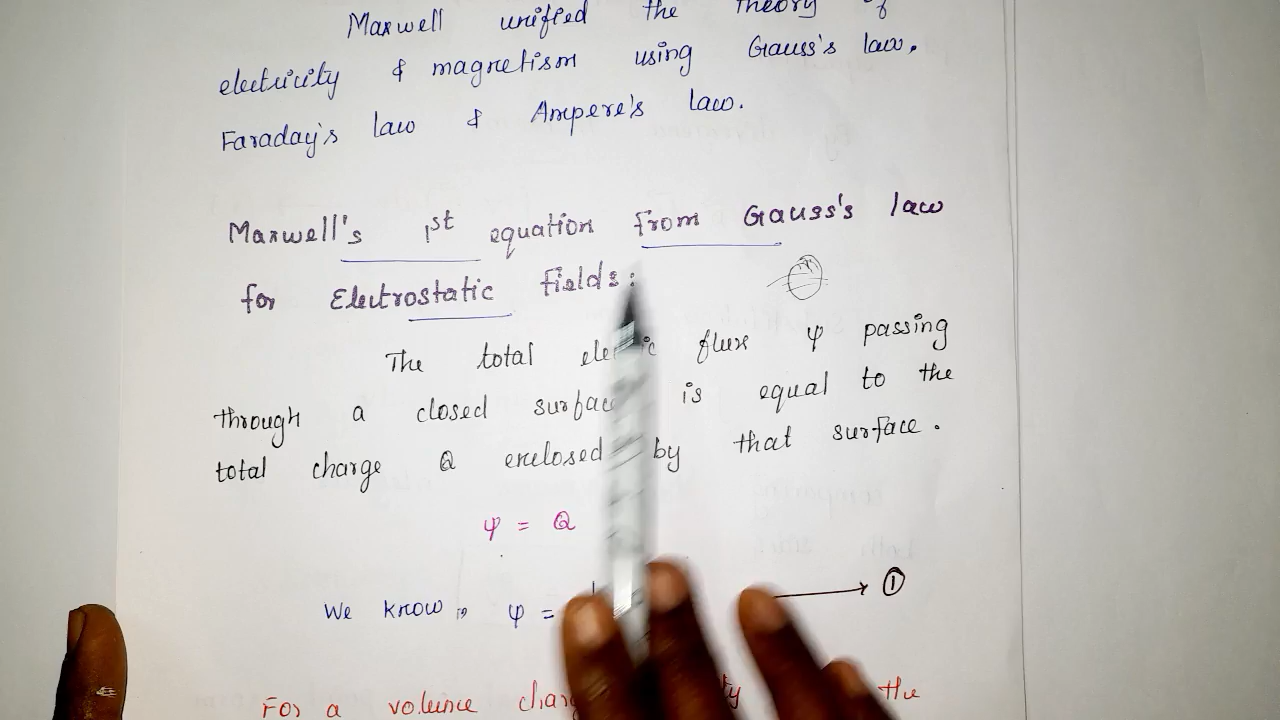 Maxwell unified the theory of
electricity & magnetism using Gauss's law,
Faraday's law & Ampere's law.
Maxwell's 1st equation from Gauss's law
for Electrostatic fields:
The total electric flux ψ passing
through a closed surface is equal to the
total charge Q enclosed by that surface.
ψ = Q
We know, ψ = ①
For a volume the